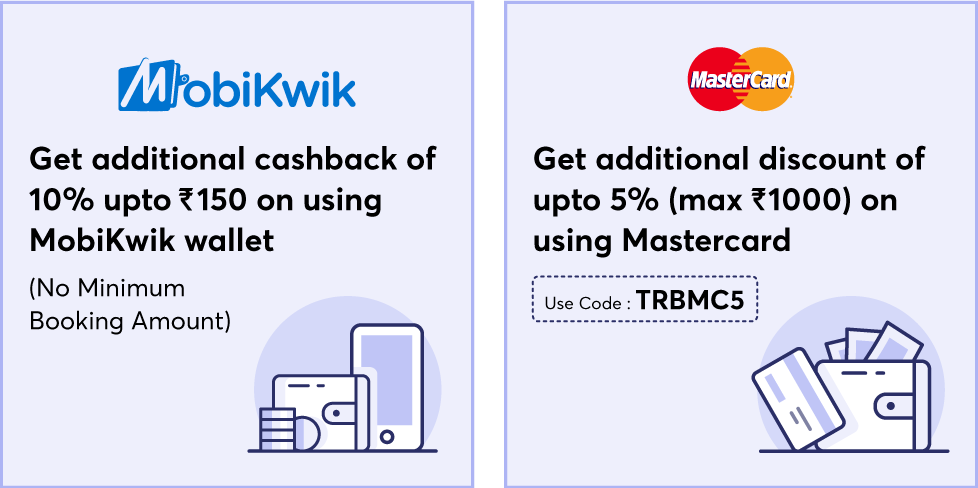 MobiKwik
Get additional cashback of
10% upto ₹150 on using
MobiKwik wallet
(No Minimum
Booking Amount)
MasterCard
Get additional discount of
upto 5% (max ₹1000) on
using Mastercard
Use Code : TRBMC5